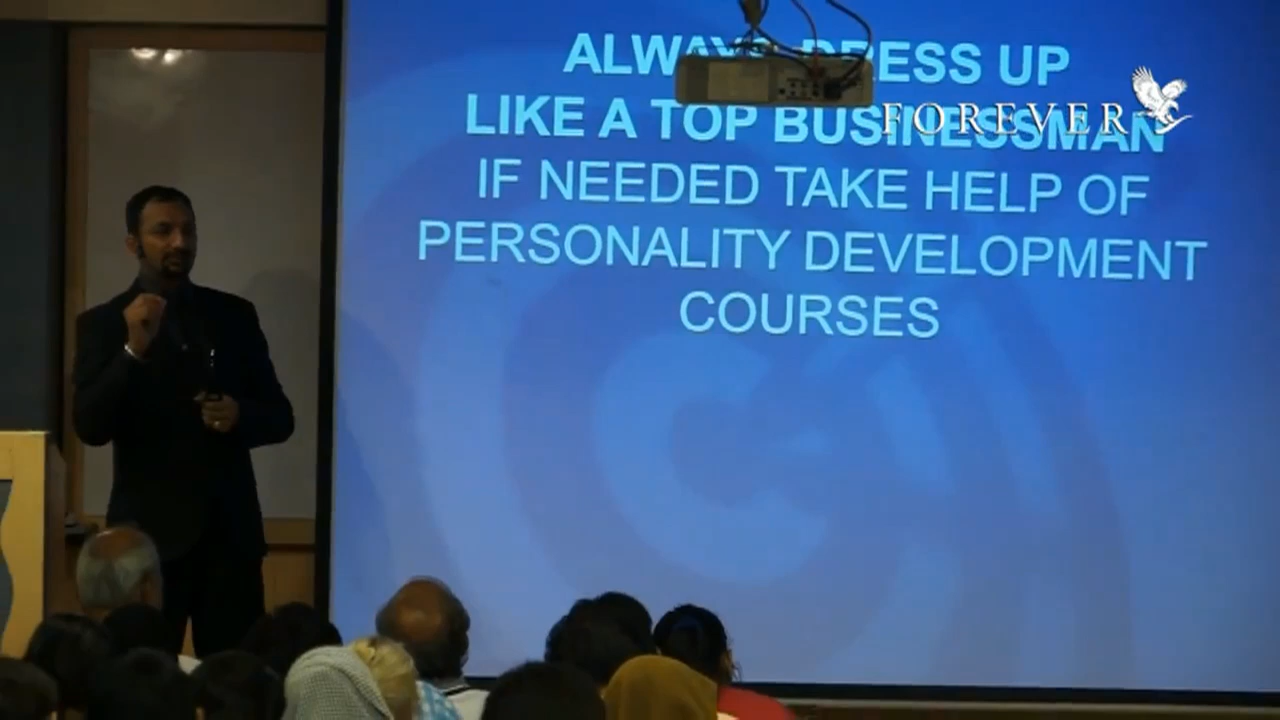 ALWAYS DRESS UP
LIKE A TOP BUSINESSMAN
FOREVER
IF NEEDED TAKE HELP OF
PERSONALITY DEVELOPMENT
COURSES